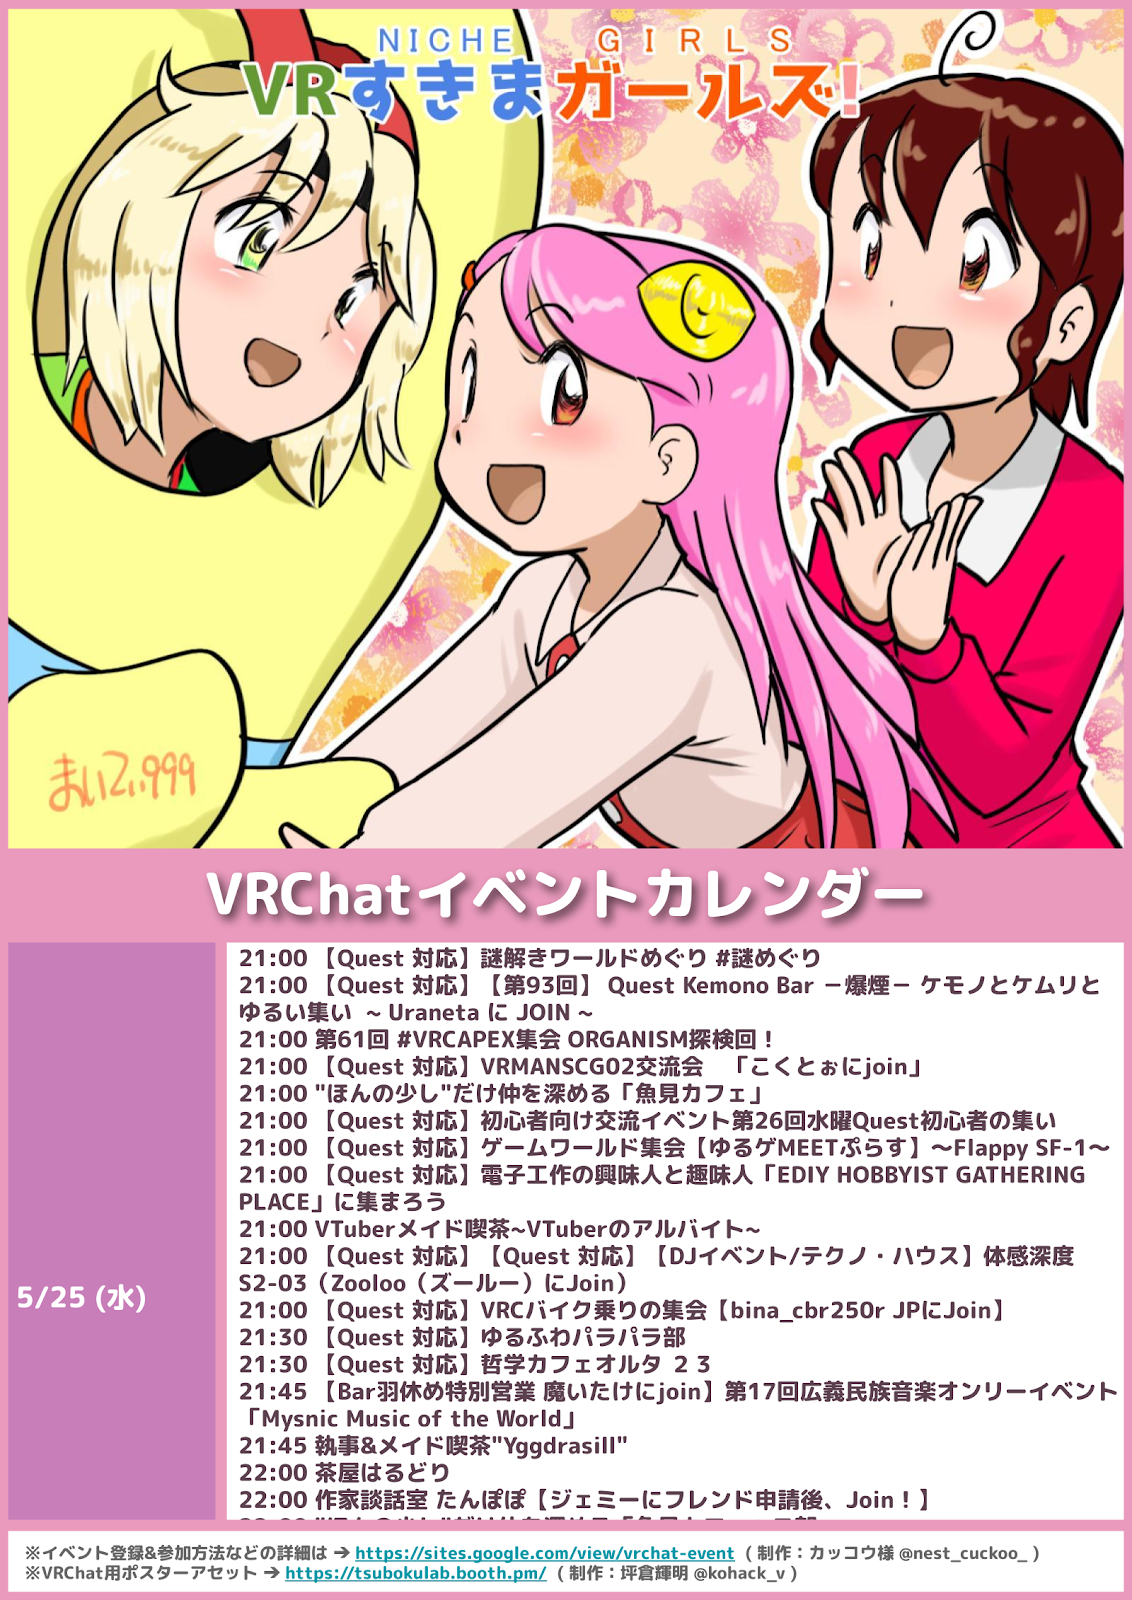 NICHE GIRLS
VRすきまガールズ!
まいてい999
VRChatイベントカレンダー
5/25 (水)
21:00 【Quest 対応】謎解きワールドめぐり #謎めぐり
21:00 【Quest 対応】【第93回】 Quest Kemono Bar －爆煙－ ケモノとケムリと
ゆるい集い ~ Uraneta に JOIN ~
21:00 第61回 #VRCAPEX集会 ORGANISM探検回！
21:00 【Quest 対応】VRMANSCG02交流会　「こくとぉにjoin」
21:00 "ほんの少し"だけ仲を深める「魚見カフェ」
21:00 【Quest 対応】初心者向け交流イベント第26回水曜Quest初心者の集い
21:00 【Quest 対応】ゲームワールド集会【ゆるゲMEETぷらす】～Flappy SF-1～
21:00 【Quest 対応】電子工作の興味人と趣味人「EDIY HOBBYIST GATHERING
PLACE」に集まろう
21:00 VTuberメイド喫茶~VTuberのアルバイト~
21:00 【Quest 対応】【Quest 対応】【DJイベント/テクノ・ハウス】体感深度
S2-03（Zooloo（ズールー）にJoin）
21:00 【Quest 対応】VRCバイク乗りの集会【bina_cbr250r JPにJoin】
21:30 【Quest 対応】ゆるふわパラパラ部
21:30 【Quest 対応】哲学カフェオルタ ２３
21:45 【Bar羽休め特別営業 魔いたけにjoin】第17回広義民族音楽オンリーイベント
「Mysnic Music of the World」
21:45 執事&メイド喫茶"Yggdrasill"
22:00 茶屋はるどり
22:00 作家談話室 たんぽぽ【ジェミーにフレンド申請後、Join！】
※イベント登録&参加方法などの詳細は → https://sites.google.com/view/vrchat-event ( 制作：カッコウ様 @nest_cuckoo_ )
※VRChat用ポスターアセット → https://tsubokulab.booth.pm/ ( 制作：坪倉輝明 @kohack_v )